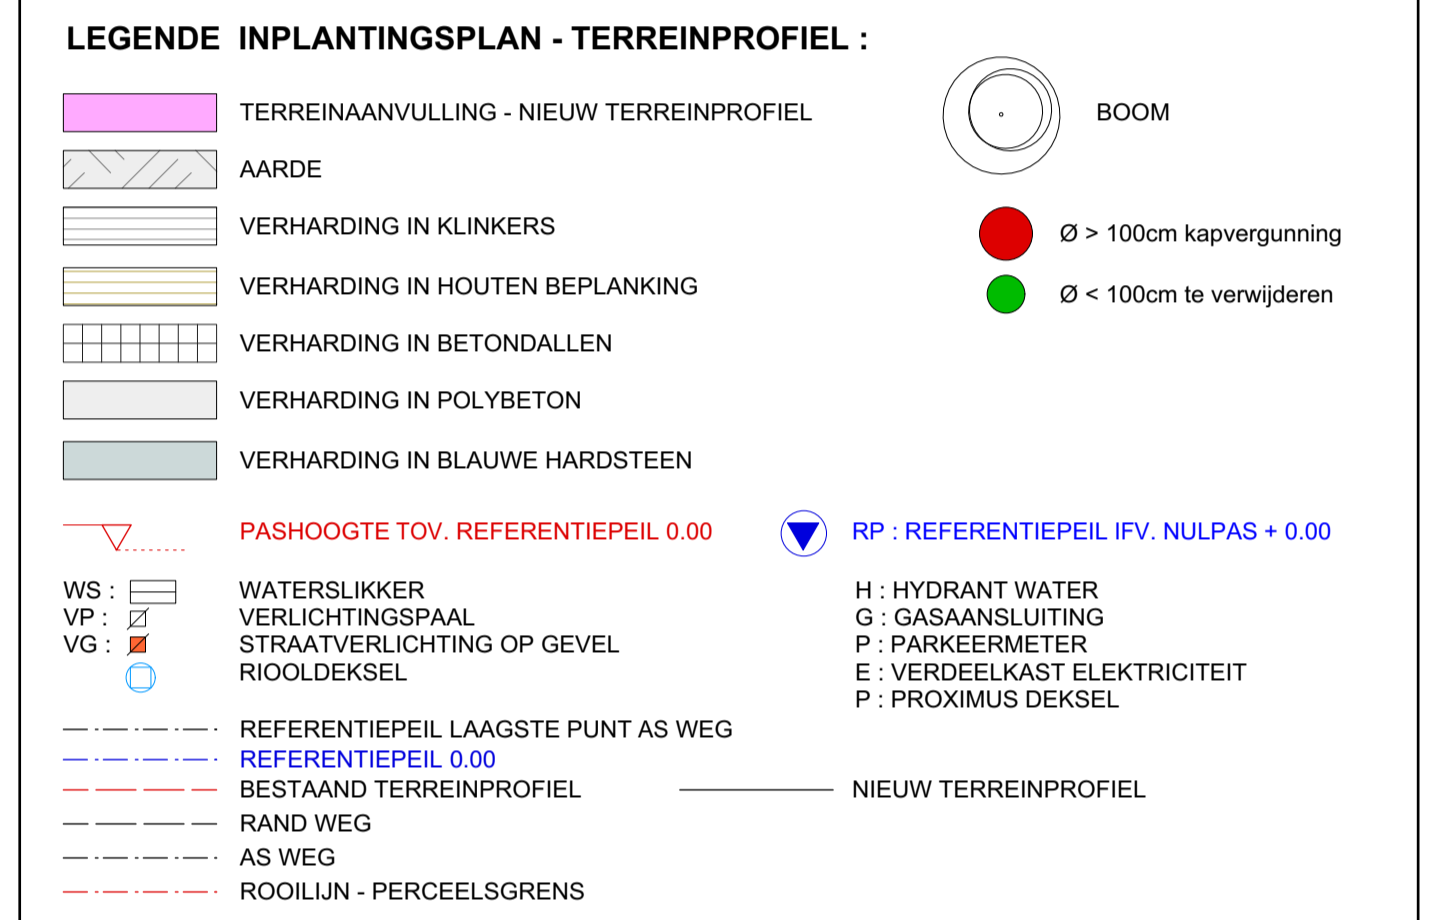 LEGENDE INPLANTINGSPLAN - TERREINPROFIEL :
TERREINAANVULLING - NIEUW TERREINPROFIEL
AARDE
VERHARDING IN KLINKERS
VERHARDING IN HOUTEN BEPLANKING
VERHARDING IN BETONDALLEN
VERHARDING IN POLYBETON
VERHARDING IN BLAUWE HARDSTEEN
BOOM
Ø > 100cm kapvergunning
Ø < 100cm te verwijderen
PASHOOGTE TOV. REFERENTIEPEIL 0.00
RP : REFERENTIEPEIL IFV. NULPAS + 0.00
WS : WATERSLIKKER
VP : VERLICHTINGSPAAL
VG : STRAATVERLICHTING OP GEVEL
RIOOLDEKSEL
H : HYDRANT WATER
G : GASAANSLUITING
P : PARKEERMETER
E : VERDEELKAST ELEKTRICITEIT
P : PROXIMUS DEKSEL
REFERENTIEPEIL LAAGSTE PUNT AS WEG
REFERENTIEPEIL 0.00
BESTAAND TERREINPROFIEL
NIEUW TERREINPROFIEL
RAND WEG
AS WEG
ROOILIJN - PERCEELSGRENS